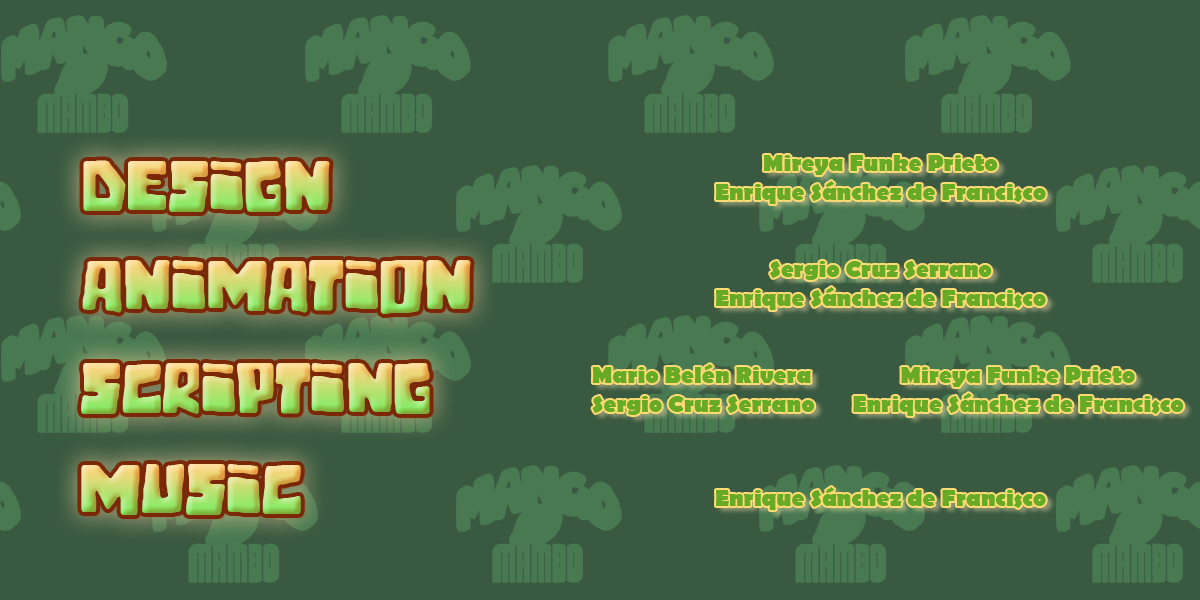 DESiGN
Mireya Funke Prieto
Enrique Sánchez de Francisco
ANiMATiON
Sergio Cruz Serrano
Enrique Sánchez de Francisco
SCRiPTiNG
Mario Belén Rivera
Sergio Cruz Serrano
Mireya Funke Prieto
Enrique Sánchez de Francisco
MUSiC
Enrique Sánchez de Francisco
MANGO
MAMBO